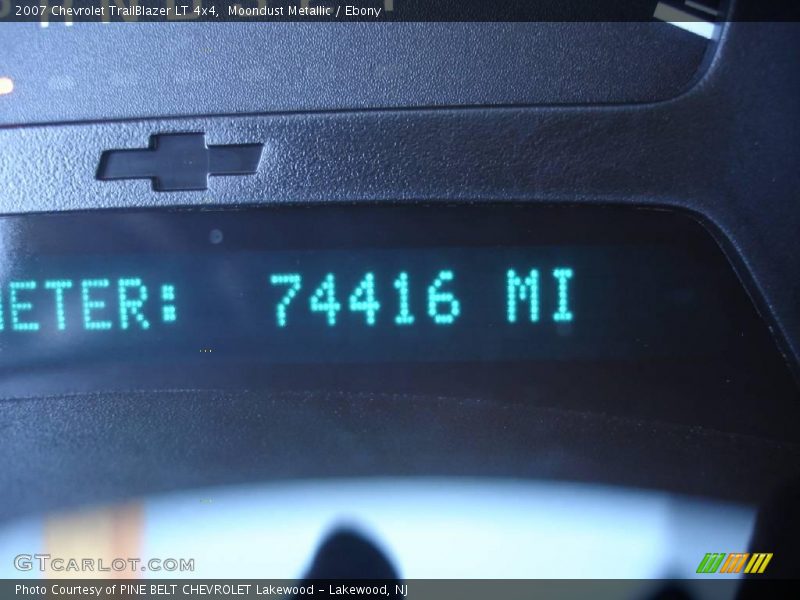 2007 Chevrolet TrailBlazer LT 4x4,  Moondust Metallic / Ebony
ETER: 74416 MI
GTCARLOT.COM
Photo Courtesy of PINE BELT CHEVROLET Lakewood - Lakewood, NJ